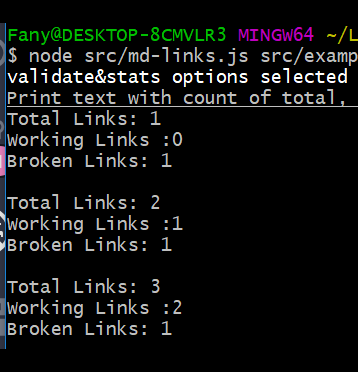 Fany@DESKTOP-8CMVLR3 MINGW64 ~/L
$ node src/md-links.js src/examp
validate&stats options selected
Print text with count of total,
Total Links: 1
Working Links :0
Broken Links: 1
Total Links: 2
Working Links :1
Broken Links: 1
Total Links: 3
Working Links :2
Broken Links: 1